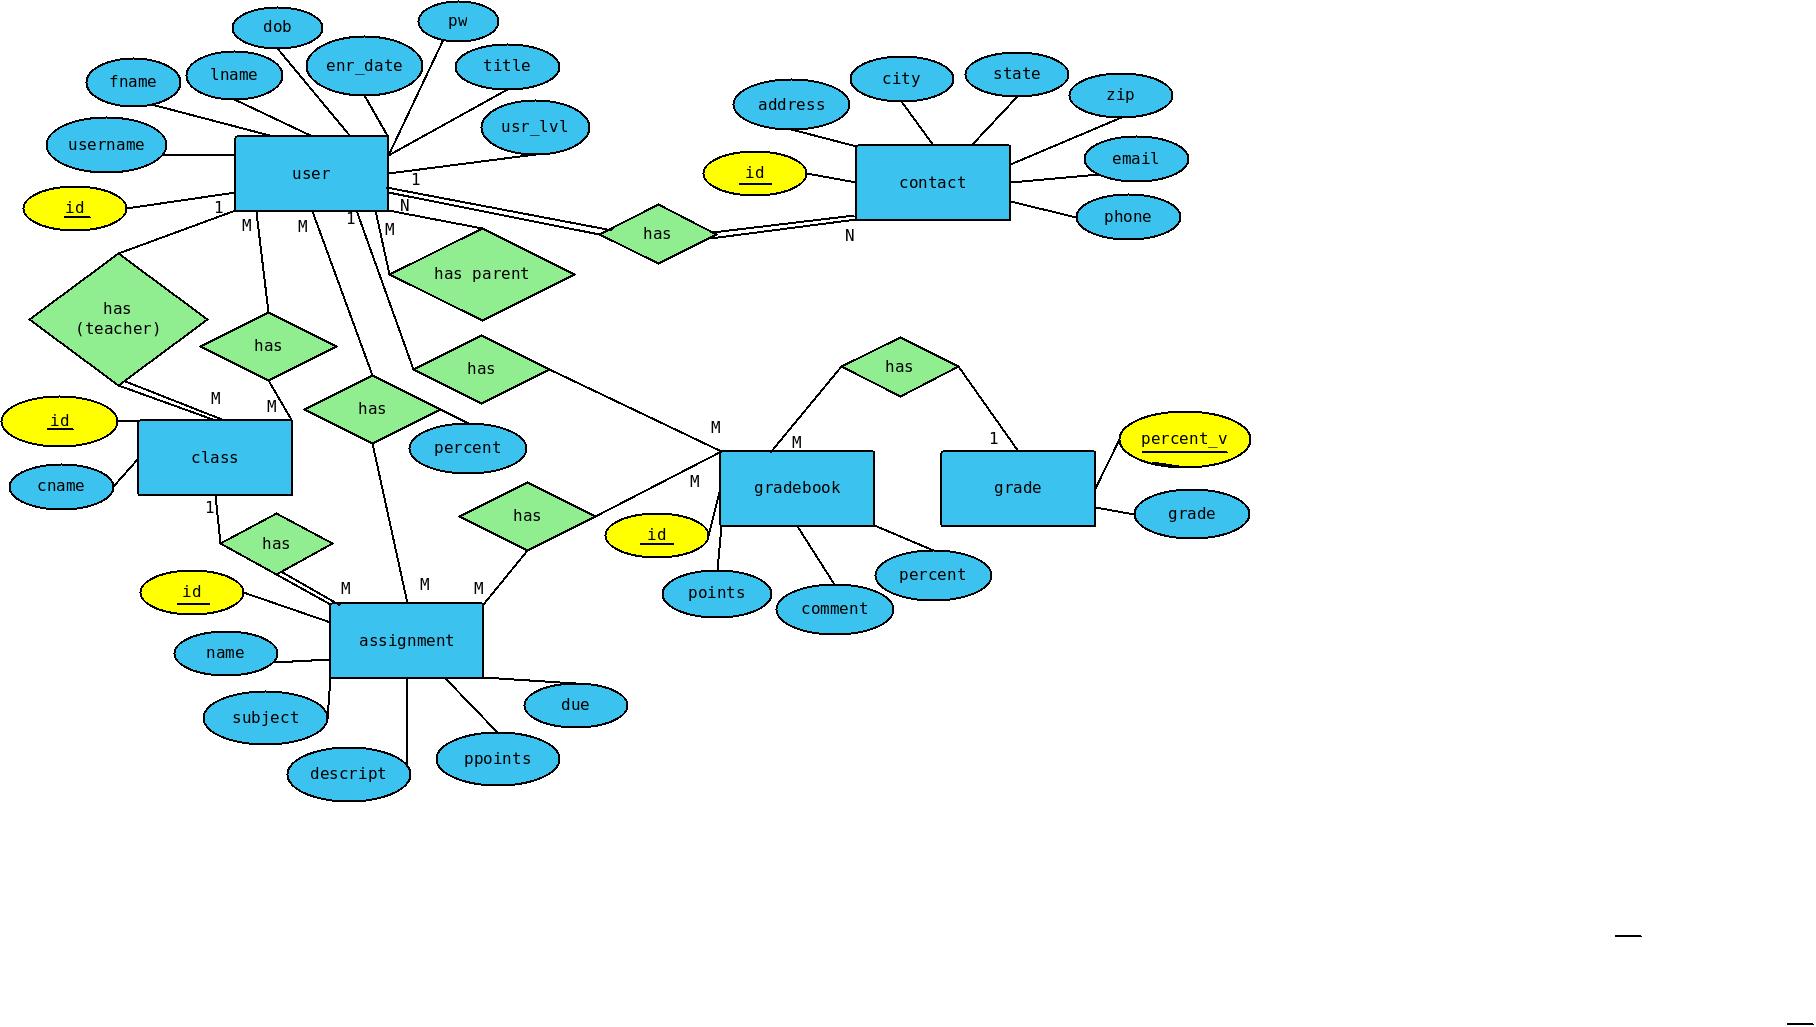 dob
pw
fname
lname
enr_date
title
username
usr_lvl
user
id
address
city
state
zip
id
contact
email
phone
1
N
1
M
M
1
M
has
N
has
(teacher)
has
has parent
has
has
percent
has
M
M
id
class
cname
M
M
M
1
gradebook
grade
percent_v
grade
1
has
has
id
points
comment
percent
id
M
M
M
assignment
name
subject
descript
ppoints
due